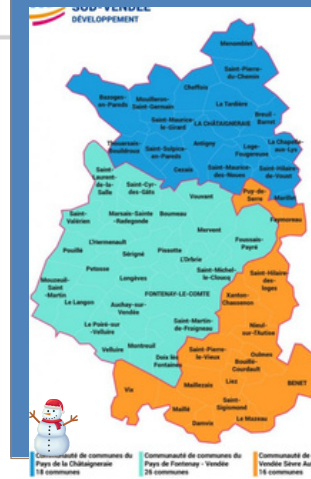 SUD-VENDÉE
DÉVELOPPEMENT
Menomblet
Saint-Pierre-
du-Chemin
Cheffois
Bazoges-
en-Pareds
Mouilleron-
Saint-Germain
La Tardière
Breuil-
Barret
Saint-Maurice-
le-Girard
LA CHÂTAIGNERAIE
La Chapelle-
aux-Lys
Thouarsais-
Bouildroux
Saint-Sulpice-
en-Pareds
Antigny
Loge-
Fougereuse
Cezais
Saint-Maurice-
des-Noues
Saint-Hilaire-
de-Voust
Marillet
Saint-
Laurent-
de-la-
Salle
Saint-Cyr-
des-Gâts
Vouvant
Puy-de-
Serre
Faymoreau
Saint-
Valérien
Marsais-Sainte
-Radegonde
Bourneau
Mervent
L'Hermenault
Foussais-
Payré
Pouillé
Sérigné
Pissotte
L'Orbrie
Petosse
Longèves
Saint-Michel-
le-Cloucq
Saint-Hilaire-
des-
loges
Mouzeuil-
Saint
-Martin
FONTENAY-LE-COMTE
Xanton-
Chassenon
Le Langon
Auchay-sur-
Vendée
Nieul-
sur-l'Autise
Le Poiré-sur
-Velluire
Saint-Martin-
de-Fraigneau
Oulmes
Velluire
Montreuil
Saint-Pierre-
le-Vieux
Bouillé-
Courdault
Doix lès
Fontaines
Vix
Maillezais
Liez
BENET
Maillé
Saint-
Sigismond
Le Mazeau
Damvix
Communauté de communes du
Pays de la Châtaigneraie
18 communes
Communauté de communes du
Pays de Fontenay - Vendée
26 communes
Communauté de
Vendée Sèvre Au
16 communes